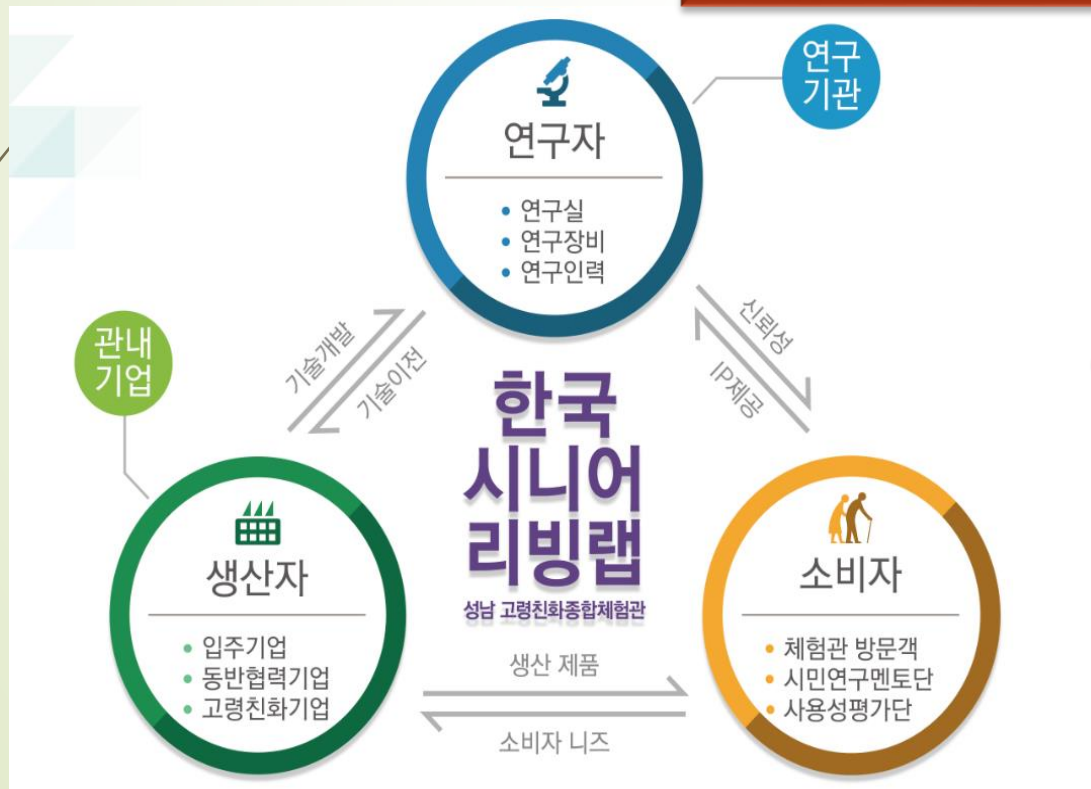 연구
기관
연구자
• 연구실
• 연구장비
• 연구인력
관내
기업
기술개발
기술이전
신뢰성
IP제공
한국
시니어
리빙랩
성남 고령친화종합체험관
생산자
• 입주기업
• 동반협력기업
• 고령친화기업
생산 제품
소비자 니즈
소비자
• 체험관 방문객
• 시민연구멘토단
• 사용성평가단